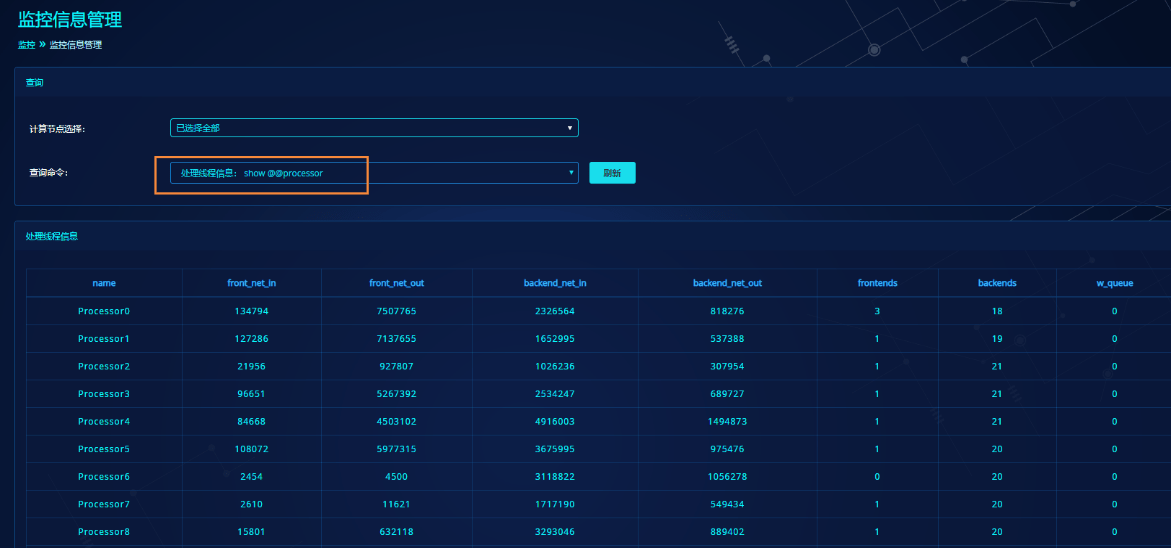 监控信息管理
监控 » 监控信息管理
查询
计算节点选择: 已选择全部
查询命令: 处理线程信息: show @@processor 刷新
处理线程信息
name front_net_in front_net_out backend_net_in backend_net_out frontends backends w_queue
Processor0 134794 7507765 2326564 818276 3 18 0
Processor1 127286 7137655 1652995 537388 1 19 0
Processor2 21956 927807 1026236 307954 1 21 0
Processor3 96651 5267392 2534247 689727 1 21 0
Processor4 84668 4503102 4916003 1494873 1 21 0
Processor5 108072 5977315 3675995 975476 1 20 0
Processor6 2454 4500 3118822 1056278 0 20 0
Processor7 2610 11621 1717190 549434 1 20 0
Processor8 15801 632118 3293046 889402 1 20 0